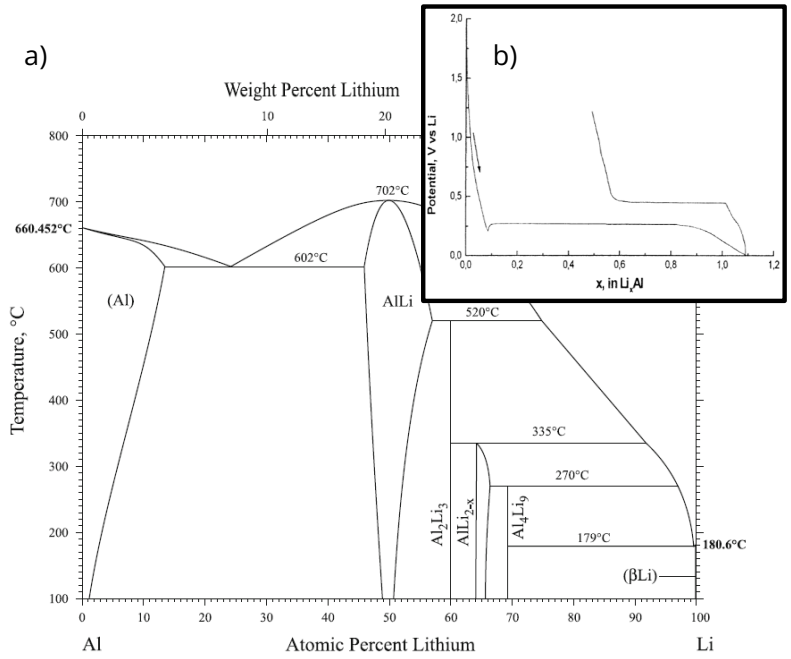 a)
b)
Weight Percent Lithium
0 10 20
800
700
600
500
400
300
200
100
660.452°C
Temperature, °C
702°C
602°C
(Al)
AlLi
520°C
335°C
270°C
179°C
180.6°C
Al₂Li₃
AlLi₂₋ₓ
Al₄Li₉
(βLi)
0 10 20 30 40 50 60 70 80 90 100
Al
Atomic Percent Lithium
Li
2,0
1,5
1,0
0,5
0,0
Potential, V vs Li
0,0 0,2 0,4 0,6 0,8 1,0 1,2
x, in LiₓAl